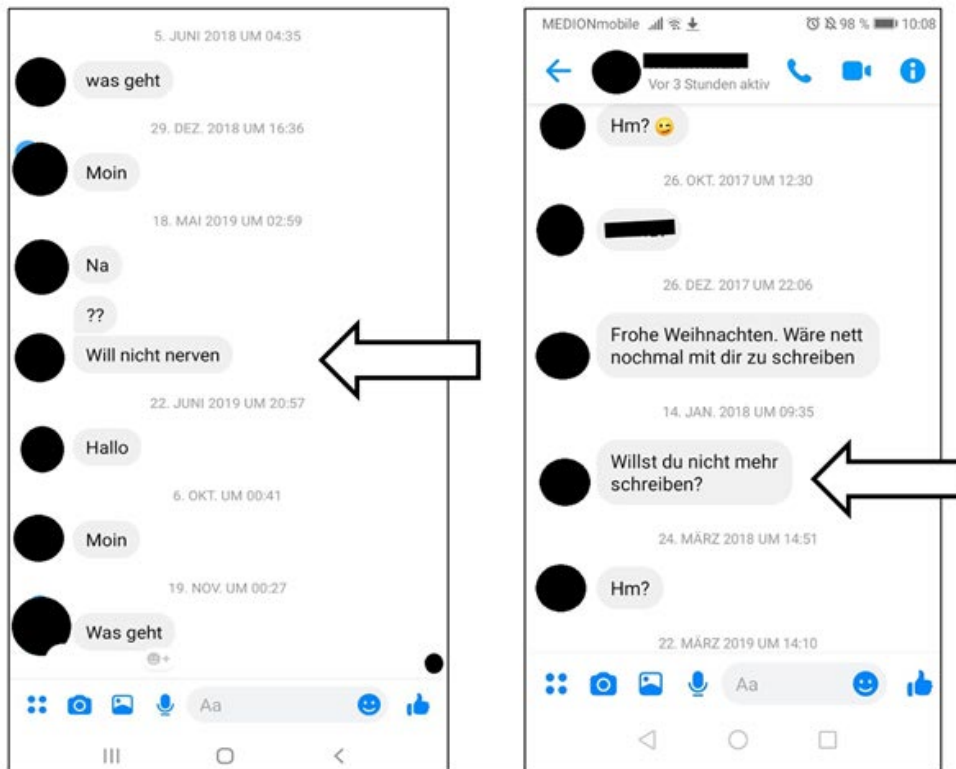 5. JUNI 2018 UM 04:35
was geht
29. DEZ. 2018 UM 16:36
Moin
18. MAI 2019 UM 02:59
Na
??
Will nicht nerven
22. JUNI 2019 UM 20:57
Hallo
6. OKT. UM 00:41
Moin
19. NOV. UM 00:27
Was geht
Aa
MEDIONmobile 98 % 10:08
Vor 3 Stunden aktiv
Hm? 😜
26. OKT. 2017 UM 12:30
26. DEZ. 2017 UM 22:06
Frohe Weihnachten. Wäre nett
nochmal mit dir zu schreiben
14. JAN. 2018 UM 09:35
Willst du nicht mehr
schreiben?
24. MÄRZ 2018 UM 14:51
Hm?
22. MÄRZ 2019 UM 14:10
Aa